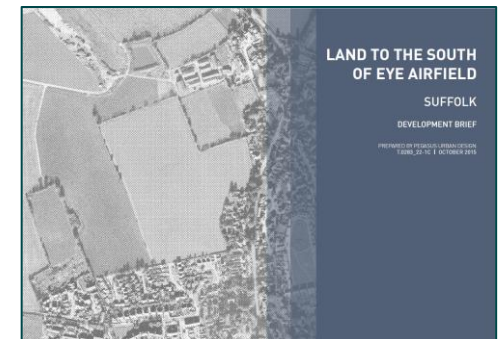 LAND TO THE SOUTH
OF EYE AIRFIELD
SUFFOLK
DEVELOPMENT BRIEF
PREPARED BY PEGASUS URBAN DESIGN
| OCTOBER 2015